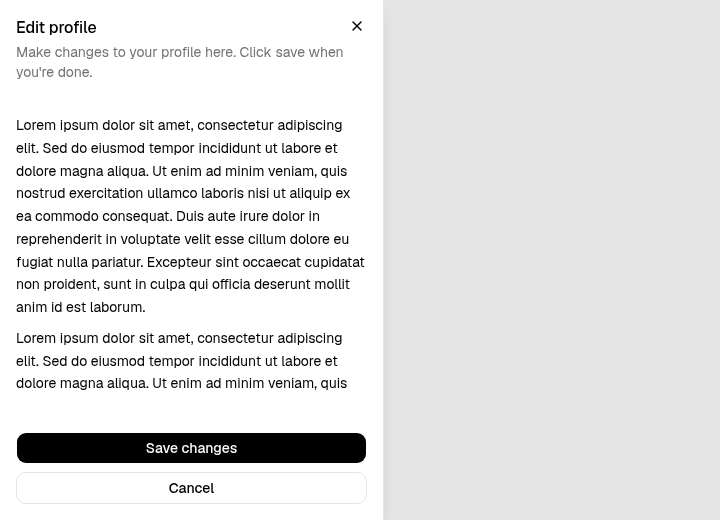 Edit profile
Make changes to your profile here. Click save when
you're done.
Lorem ipsum dolor sit amet, consectetur adipiscing
elit. Sed do eiusmod tempor incididunt ut labore et
dolore magna aliqua. Ut enim ad minim veniam, quis
nostrud exercitation ullamco laboris nisi ut aliquip ex
ea commodo consequat. Duis aute irure dolor in
reprehenderit in voluptate velit esse cillum dolore eu
fugiat nulla pariatur. Excepteur sint occaecat cupidatat
non proident, sunt in culpa qui officia deserunt mollit
anim id est laborum.
Lorem ipsum dolor sit amet, consectetur adipiscing
elit. Sed do eiusmod tempor incididunt ut labore et
dolore magna aliqua. Ut enim ad minim veniam, quis
Save changes
Cancel